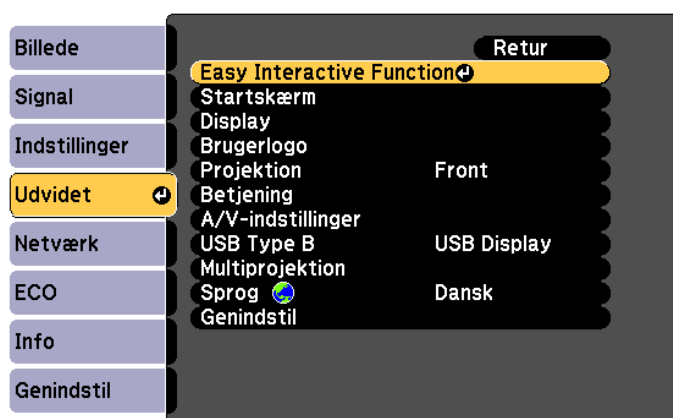 Billede
Signal
Indstillinger
Udvidet
Netværk
ECO
Info
Genindstil
Retur
Easy Interactive Function
Startskærm
Display
Brugerlogo
Projektion Front
Betjening
A/V-indstillinger
USB Type B USB Display
Multiprojektion
Sprog Dansk
Genindstil